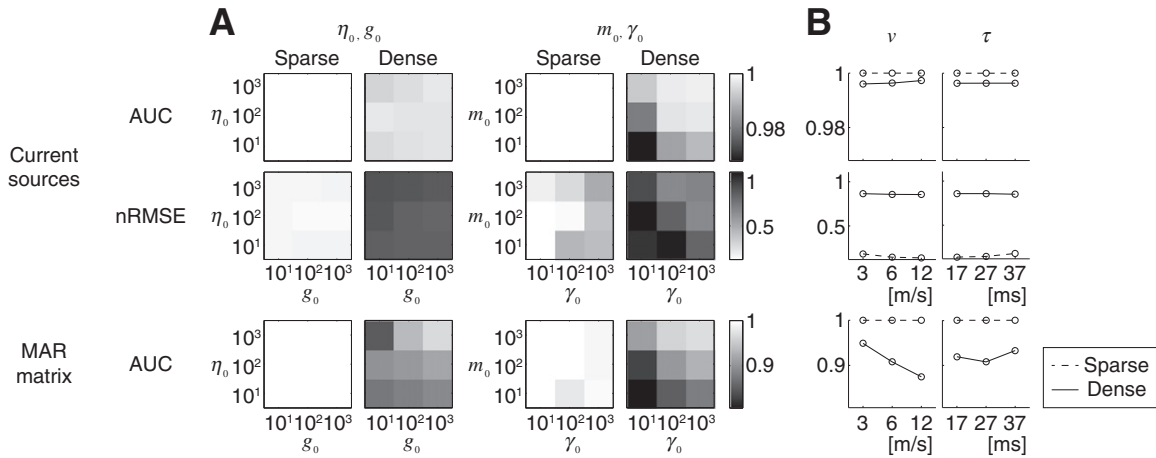 A
B
η₀, g₀
m₀, γ₀
v
τ
Sparse
Dense
Sparse
Dense
Current
sources
AUC
η₀
10³
10²
10¹
m₀
10³
10²
10¹
1
0.98
1
0.98
nRMSE
η₀
10³
10²
10¹
m₀
10³
10²
10¹
1
0.5
1
0.5
10¹10²10³
g₀
10¹10²10³
g₀
10¹10²10³
γ₀
10¹10²10³
γ₀
3 6 12
[m/s]
17 27 37
[ms]
MAR
matrix
AUC
η₀
10³
10²
10¹
m₀
10³
10²
10¹
1
0.9
1
0.9
10¹10²10³
g₀
10¹10²10³
g₀
10¹10²10³
γ₀
10¹10²10³
γ₀
3 6 12
[m/s]
17 27 37
[ms]
Sparse
Dense